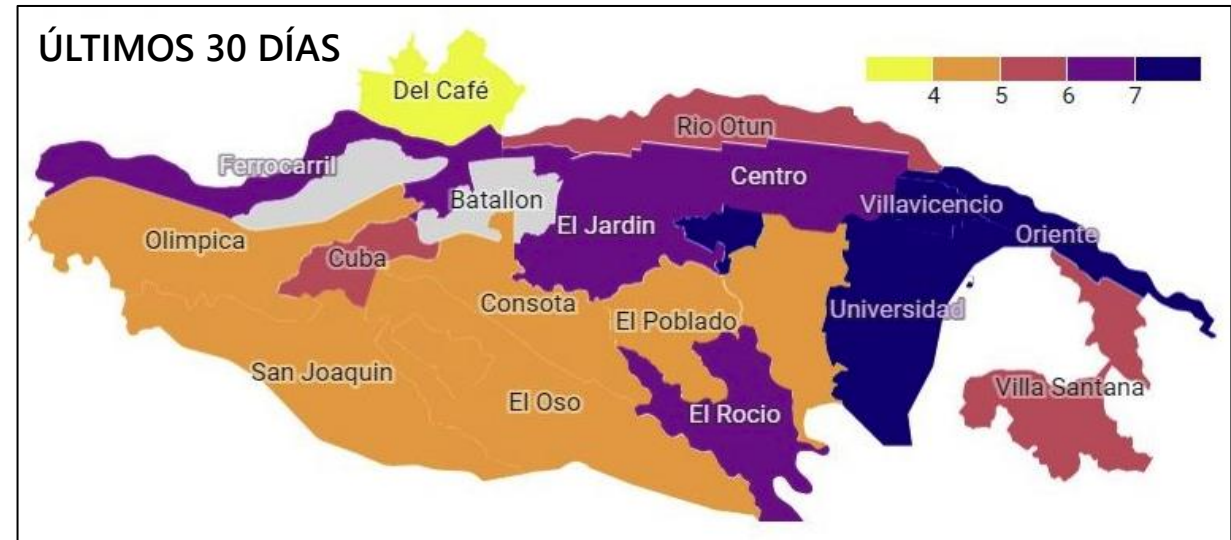 ÚLTIMOS 30 DÍAS
4 5 6 7
Del Café
Rio Otun
Ferrocarril
Centro
Batallon
Villavicencio
El Jardin
Olimpica
Oriente
Cuba
Consota
Universidad
El Poblado
San Joaquin
Villa Santana
El Oso
El Rocio